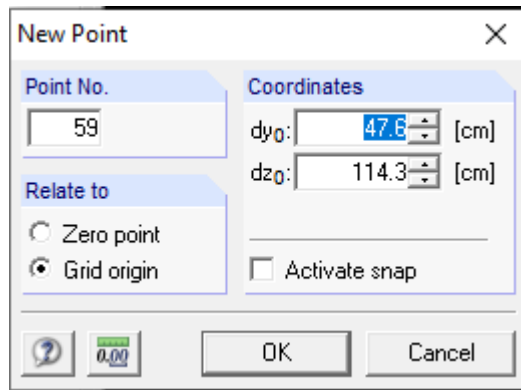 New Point
Point No.
59
Relate to
Zero point
Grid origin
Coordinates
dy0: 47.6 [cm]
dz0: 114.3 [cm]
Activate snap
0.00
OK
Cancel